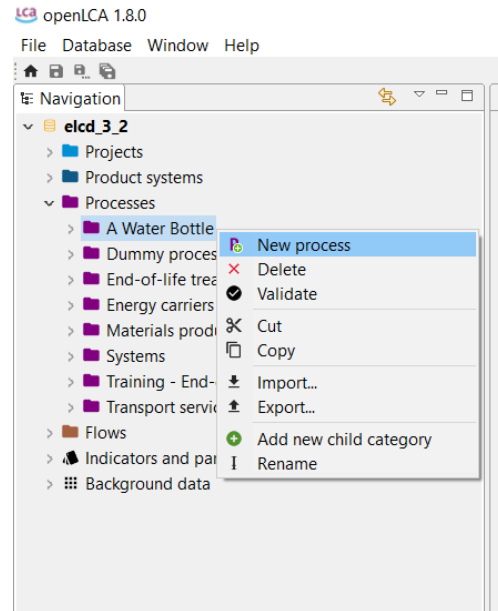 LCA openLCA 1.8.0
File Database Window Help
Navigation
elcd_3_2
Projects
Product systems
Processes
A Water Bottle
New process
Dummy proces
Delete
End-of-life trea
Validate
Energy carriers
Cut
Materials produ
Copy
Systems
Training - End-
Import...
Transport servic
Export...
Flows
Add new child category
Indicators and par
Rename
Background data